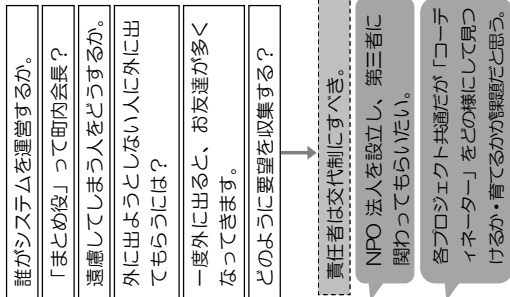 誰がシステムを運営するか。
「まとめ役」って町内会長？
遠慮してしまう人をどうするか。
外に出ようとしない人に外に出
てもらうには？
一度外に出ると、お友達が多く
なってきます。
どのように要望を収集する？
責任者は交代制にすべき。
NPO 法人を設立し、第三者に
関わってもらいたい。
各プロジェクト共通だが「コーデ
ィネーター」をどの様にして見つ
けるか・育てるかが課題だと思う。